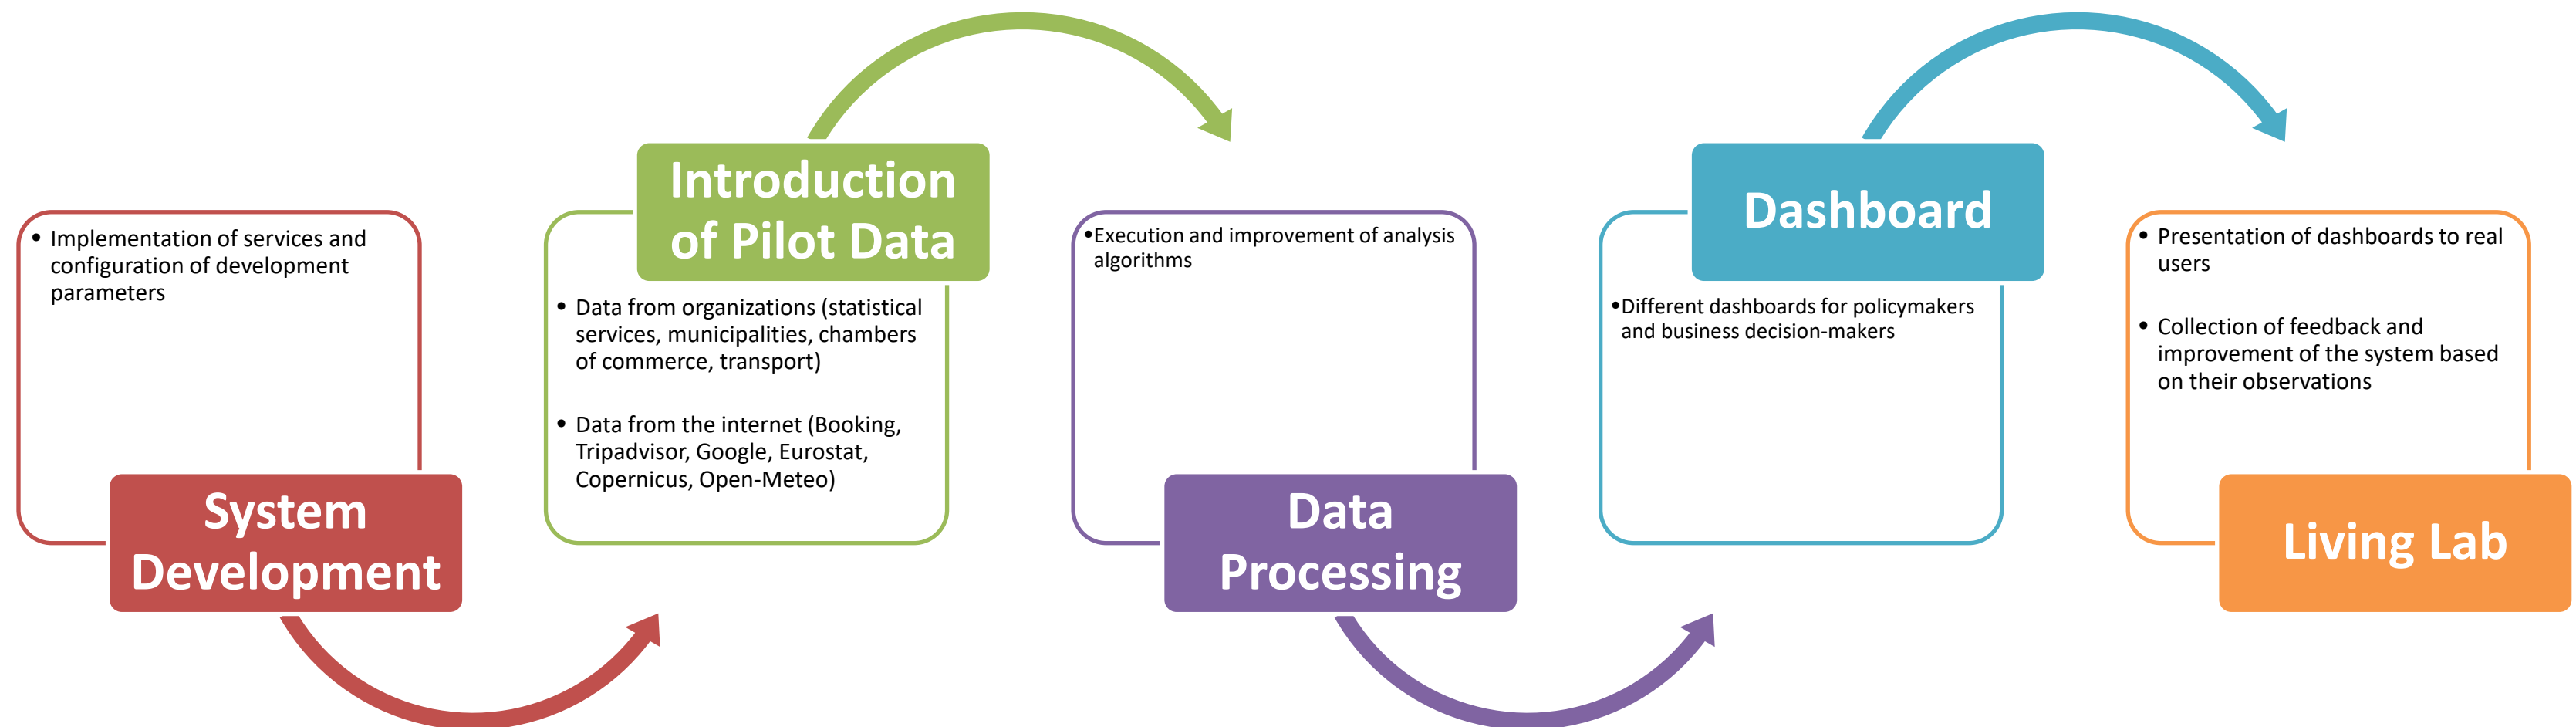 • Implementation of services and
configuration of development
parameters
System
Development
Introduction
of Pilot Data
• Data from organizations (statistical
services, municipalities, chambers
of commerce, transport)
• Data from the internet (Booking,
Tripadvisor, Google, Eurostat,
Copernicus, Open-Meteo)
•Execution and improvement of analysis
algorithms
Data
Processing
Dashboard
•Different dashboards for policymakers
and business decision-makers
• Presentation of dashboards to real
users
• Collection of feedback and
improvement of the system based
on their observations
Living Lab